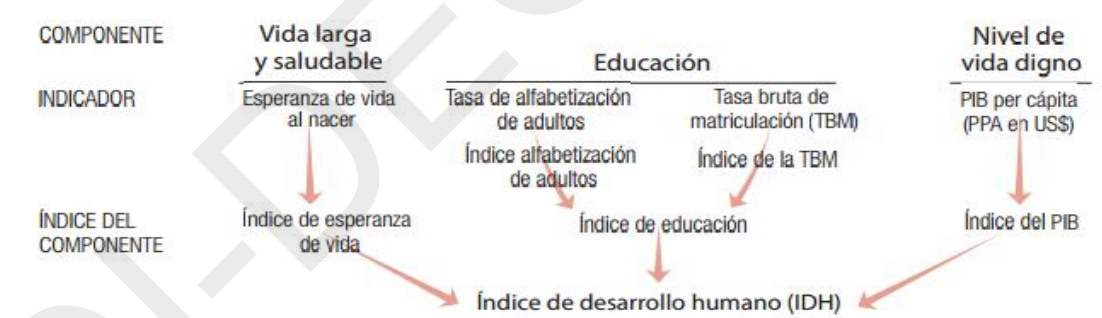 COMPONENTE
Vida larga
y saludable
Educación
Nivel de
vida digno
INDICADOR
Esperanza de vida
al nacer
Tasa de alfabetización
de adultos
Tasa bruta de
matriculación (TBM)
PIB per cápita
(PPA en US$)
Índice alfabetización
de adultos
Índice de la TBM
ÍNDICE DEL
COMPONENTE
Índice de esperanza
de vida
Índice de educación
Índice del PIB
Índice de desarrollo humano (IDH)